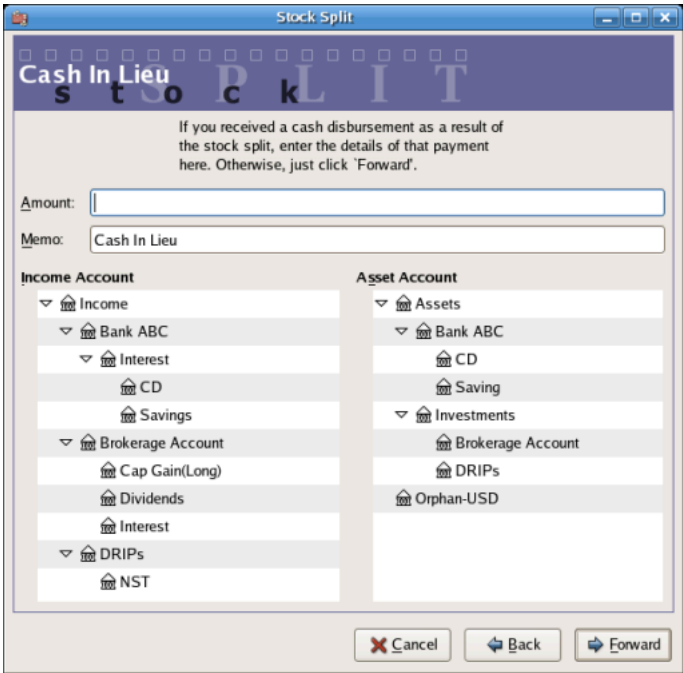 Stock Split
Cash In Lieu
stock
SPLIT
If you received a cash disbursement as a result of
the stock split, enter the details of that payment
here. Otherwise, just click `Forward'.
Amount:
Memo: Cash In Lieu
Income Account
Income
Bank ABC
Interest
CD
Savings
Brokerage Account
Cap Gain(Long)
Dividends
Interest
DRIPs
NST
Asset Account
Assets
Bank ABC
CD
Saving
Investments
Brokerage Account
DRIPs
Orphan-USD
Cancel Back Forward